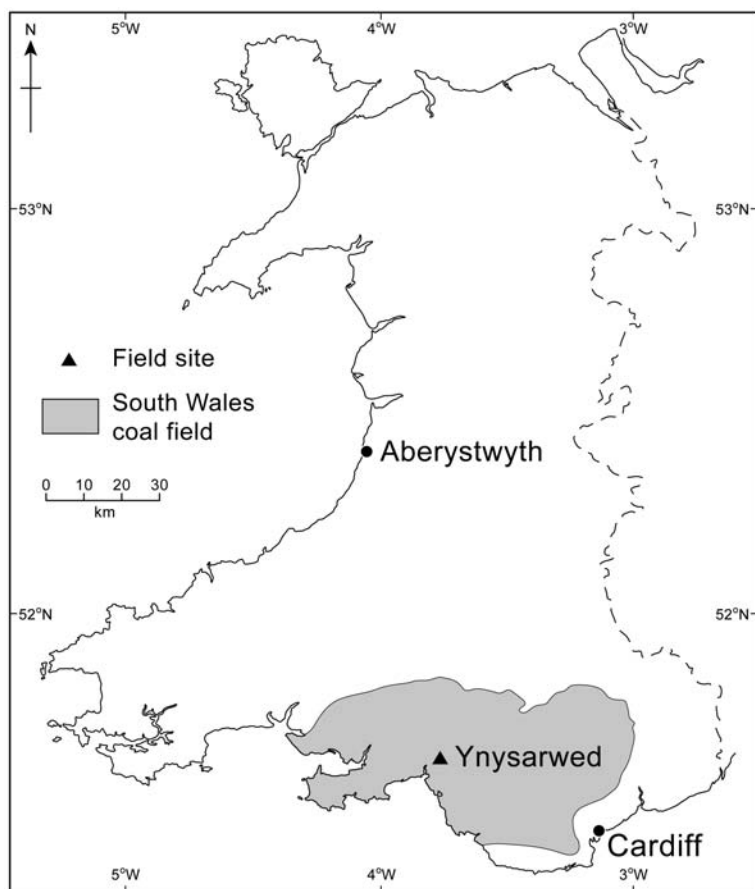 5°W
4°W
3°W
N
53°N
53°N
Field site
South Wales
coal field
Aberystwyth
0 10 20 30
km
52°N
52°N
Ynysarwed
Cardiff
5°W
4°W
3°W